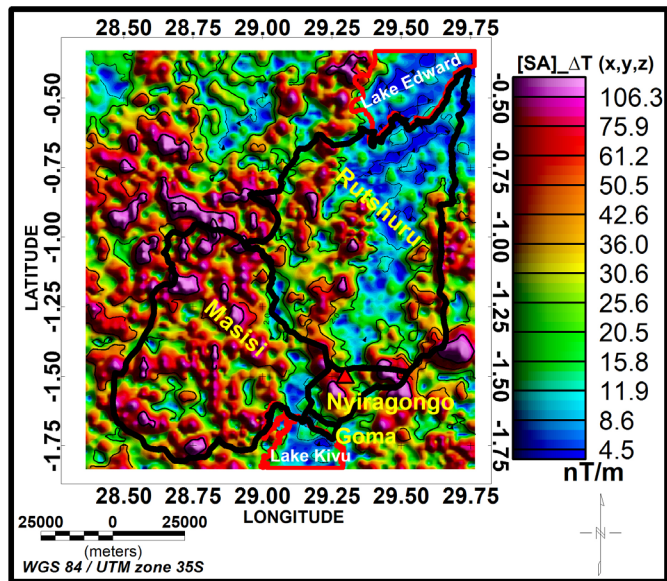 28.50 28.75 29.00 29.25 29.50 29.75
[SA]_ΔT (x,y,z)
-0.50 -0.75 -1.00 -1.25 -1.50 -1.75
LATITUDE
Lake Edward
Rutshuru
Masisi
Nyiragongo
Goma
Lake Kivu
-0.50 -0.75 -1.00 -1.25 -1.50 -1.75
106.3
75.9
61.2
50.5
42.6
36.0
30.6
25.6
20.5
15.8
11.9
8.6
4.5
nT/m
28.50 28.75 29.00 29.25 29.50 29.75
LONGITUDE
25000 0 25000
(meters)
WGS 84 / UTM zone 35S
N